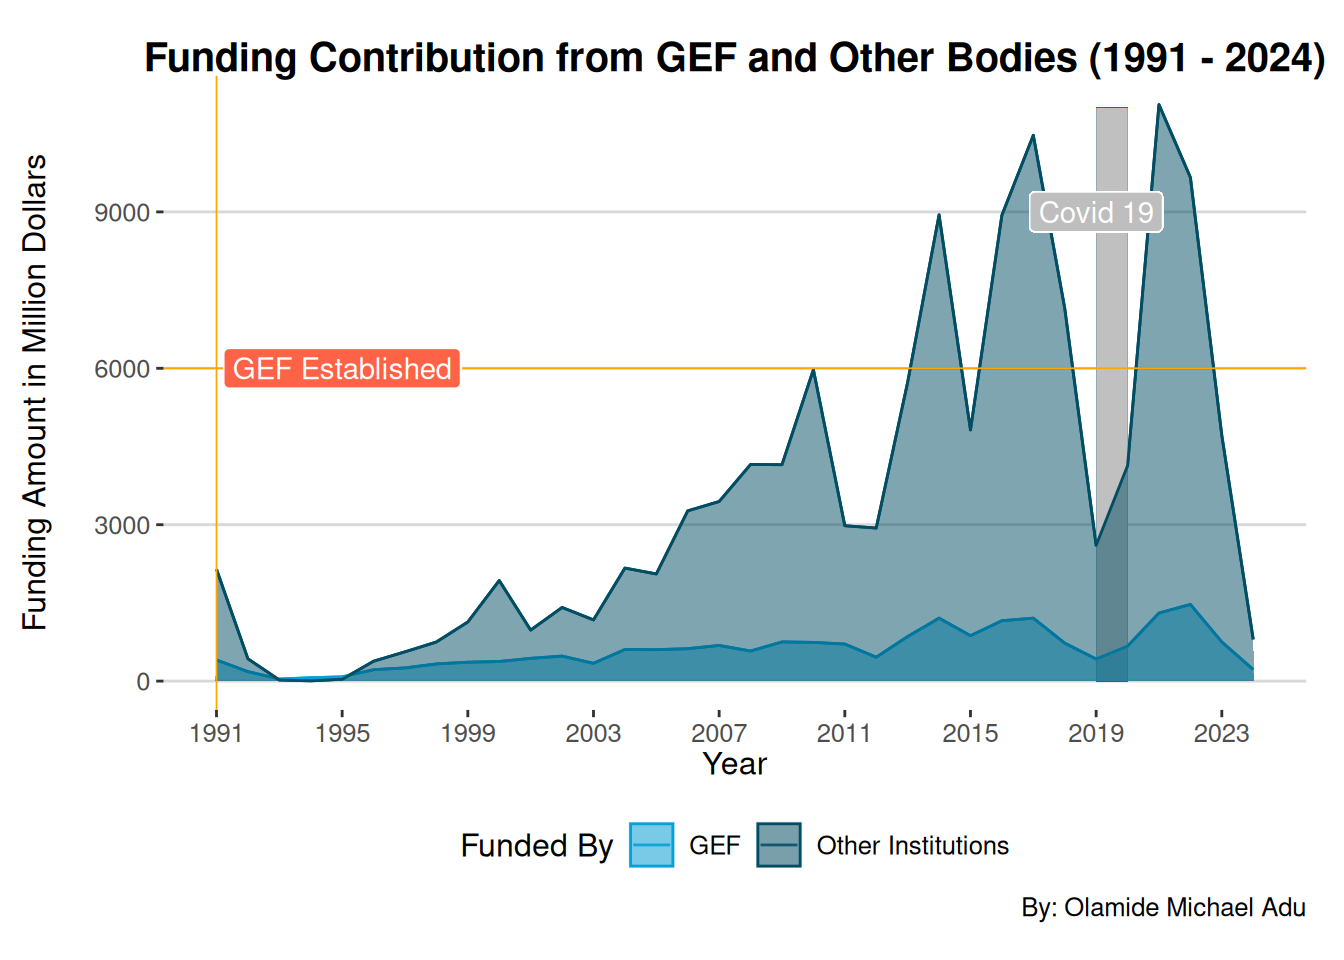 Funding Contribution from GEF and Other Bodies (1991 - 2024)
Funding Amount in Million Dollars
9000
6000
3000
0
Covid 19
GEF Established
1991 1995 1999 2003 2007 2011 2015 2019 2023
Year
Funded By GEF Other Institutions
By: Olamide Michael Adu